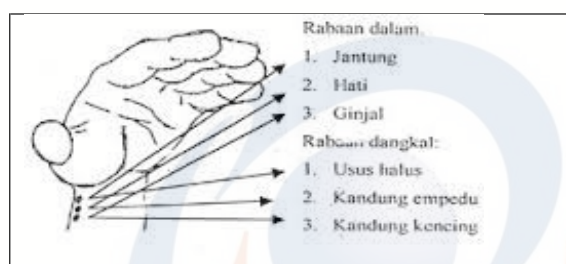 Rabaan dalam.
1. Jantung
2. Hati
3. Ginjal
Rabaan dangkal:
1. Usus halus
2. Kandung empedu
3. Kandung kencing